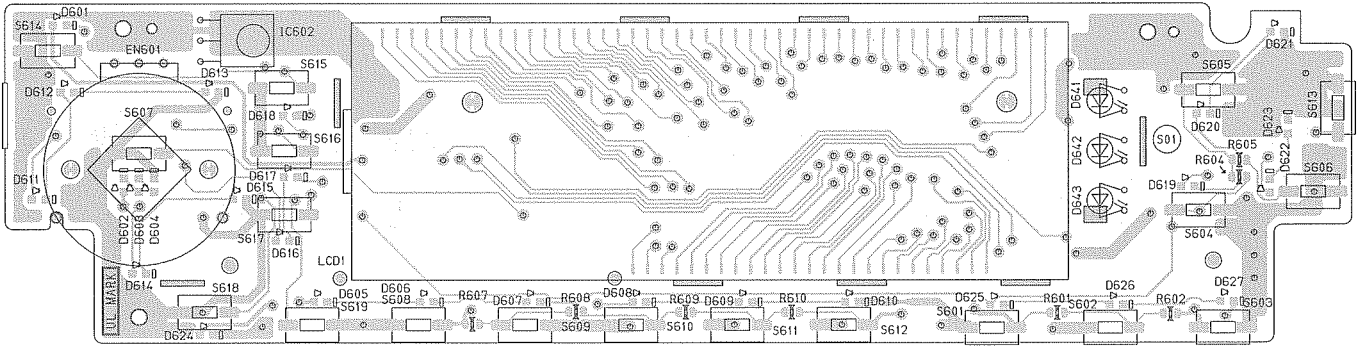 D601
S614
EN601
IC602
D621
D613
S615
S605
D612
D641
S613
S607
D618
D620
D623
S616
D642
S01
R605
D622
R604
S606
D617
D611
D615
D619
D643
D602
D603
D604
S617
D616
S604
LCD1
UL MARK
D614
S618
D605
S619
D606
S608
R607
D607
R608
D608
R609
D609
R610
D610
D625
R601
D626
R602
D627
S603
S609
S610
S611
S612
S601
S602
D624